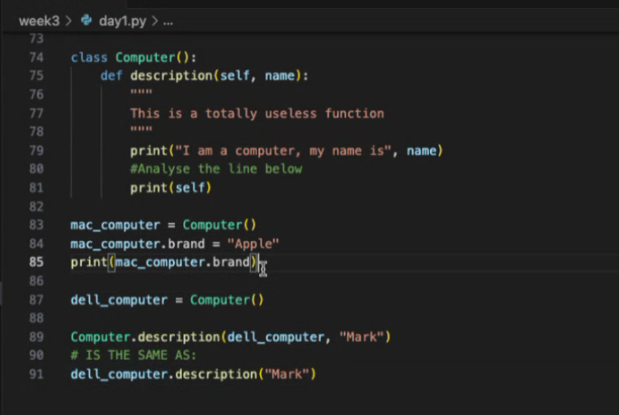 week3 > day1.py > ...
73
74 class Computer():
75     def description(self, name):
76         """
77         This is a totally useless function
78         """
79         print("I am a computer, my name is", name)
80         #Analyse the line below
81         print(self)
82
83 mac_computer = Computer()
84 mac_computer.brand = "Apple"
85 print(mac_computer.brand)
86
87 dell_computer = Computer()
88
89 Computer.description(dell_computer, "Mark")
90 # IS THE SAME AS:
91 dell_computer.description("Mark")